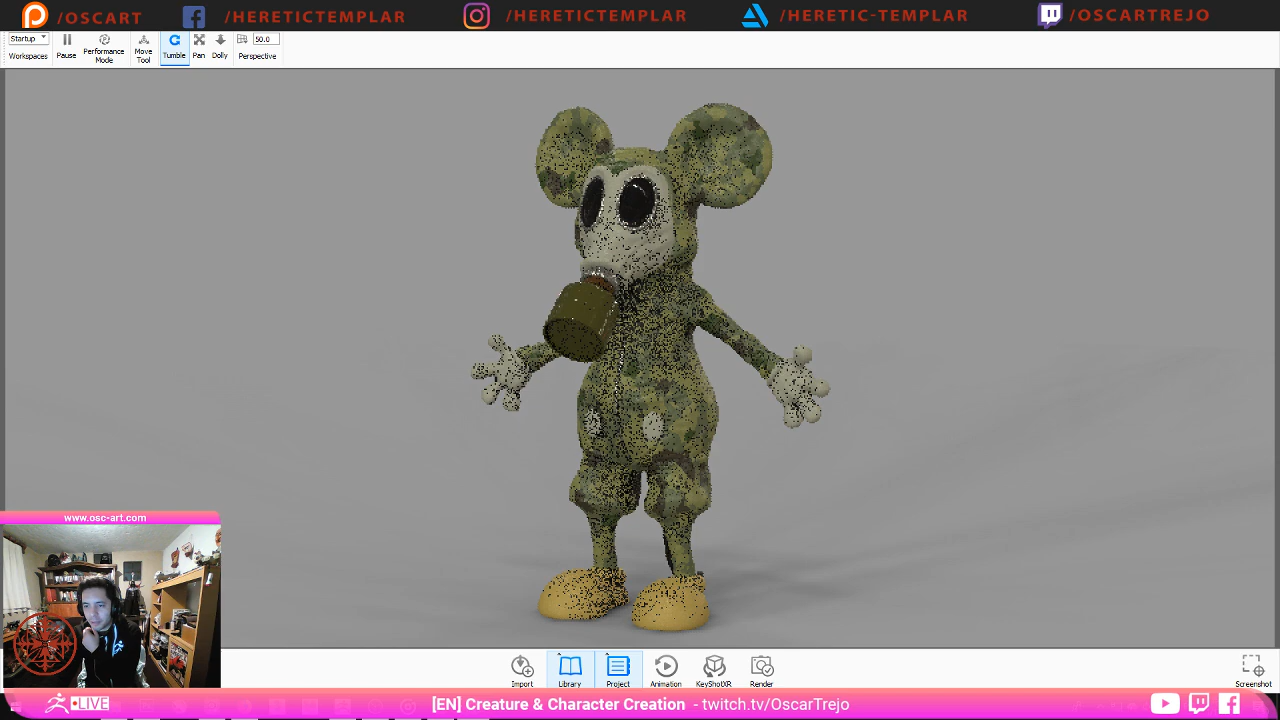 /OSCART
/HERETICTEMPLAR
/HERETICTEMPLAR
/HERETIC-TEMPLAR
/OSCARTREJO
Startup
Workspaces
Pause
Performance
Mode
Move
Tool
Tumble
Pan
Dolly
50.0
Perspective
www.osc-art.com
Import
Library
Project
Animation
KeyShotXR
Render
Screenshot
LIVE
[EN] Creature & Character Creation - twitch.tv/OscarTrejo